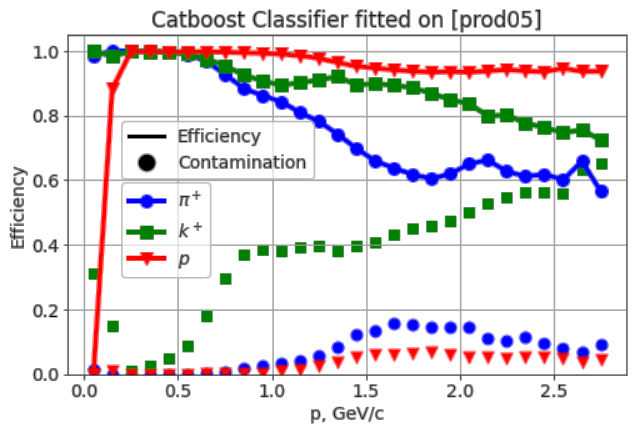 Catboost Classifier fitted on [prod05]
Efficiency
1.0
0.8
0.6
0.4
0.2
0.0
Efficiency
Contamination
π+
k+
p
0.0 0.5 1.0 1.5 2.0 2.5
p, GeV/c